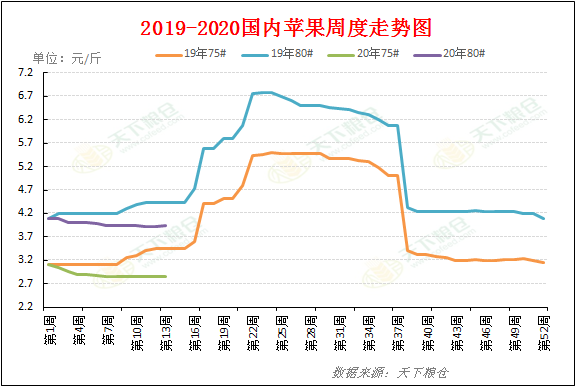 2019-2020国内苹果周度走势图
单位：元/斤
19年75# 19年80# 20年75# 20年80#
7.2
6.7
6.2
5.7
5.2
4.7
4.2
3.7
3.2
2.7
2.2
第1周 第4周 第7周 第10周 第13周 第16周 第19周 第22周 第25周 第28周 第31周 第34周 第37周 第40周 第43周 第46周 第49周 第52周
数据来源：天下粮仓